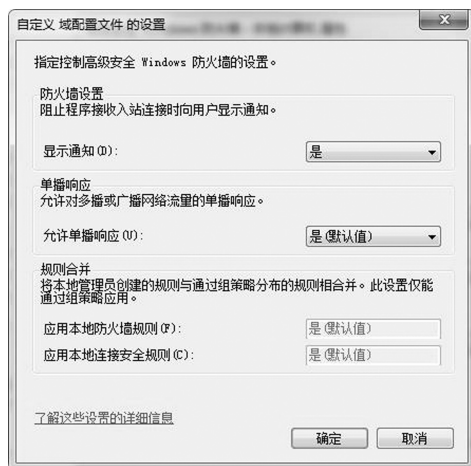 自定义 域配置文件 的设置
指定控制高级安全 Windows 防火墙的设置。
防火墙设置
阻止程序接收入站连接时向用户显示通知。
显示通知(D):
是
单播响应
允许对多播或广播网络流量的单播响应。
允许单播响应(U):
是(默认值)
规则合并
将本地管理员创建的规则与通过组策略分布的规则相合并。此设置仅能
通过组策略应用。
应用本地防火墙规则(F):
是(默认值)
应用本地连接安全规则(C):
是(默认值)
了解这些设置的详细信息
确定
取消